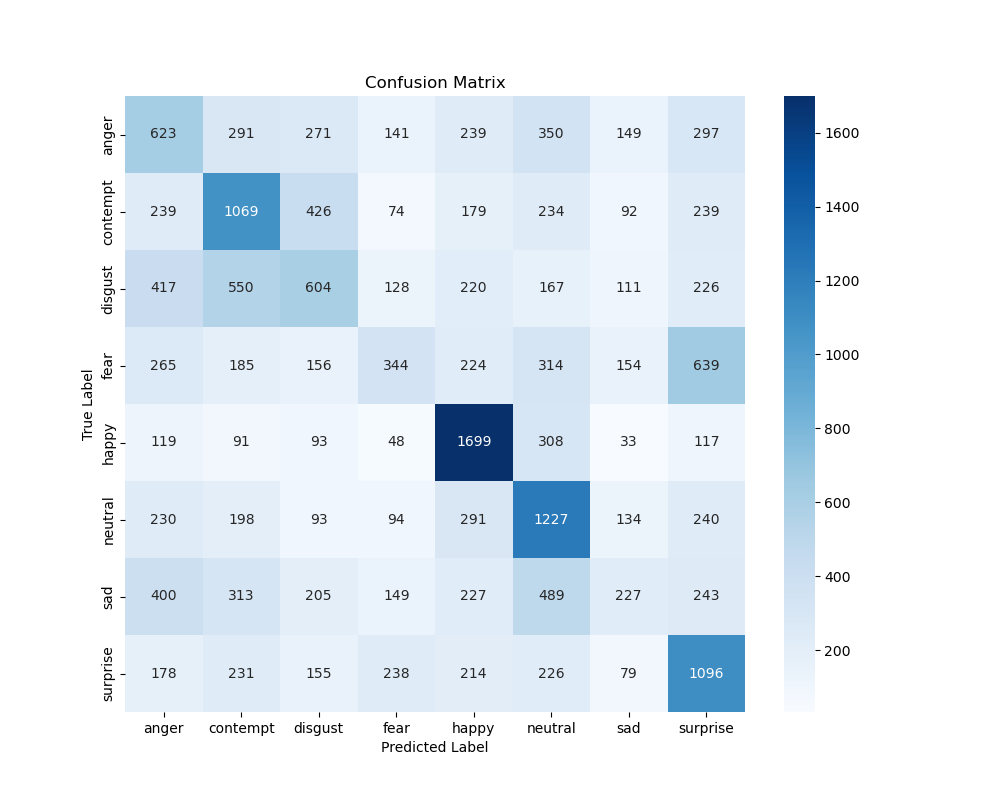 Confusion Matrix
True Label
anger 623 291 271 141 239 350 149 297
contempt 239 1069 426 74 179 234 92 239
disgust 417 550 604 128 220 167 111 226
fear 265 185 156 344 224 314 154 639
happy 119 91 93 48 1699 308 33 117
neutral 230 198 93 94 291 1227 134 240
sad 400 313 205 149 227 489 227 243
surprise 178 231 155 238 214 226 79 1096
anger contempt disgust fear happy neutral sad surprise
Predicted Label
1600
1400
1200
1000
800
600
400
200